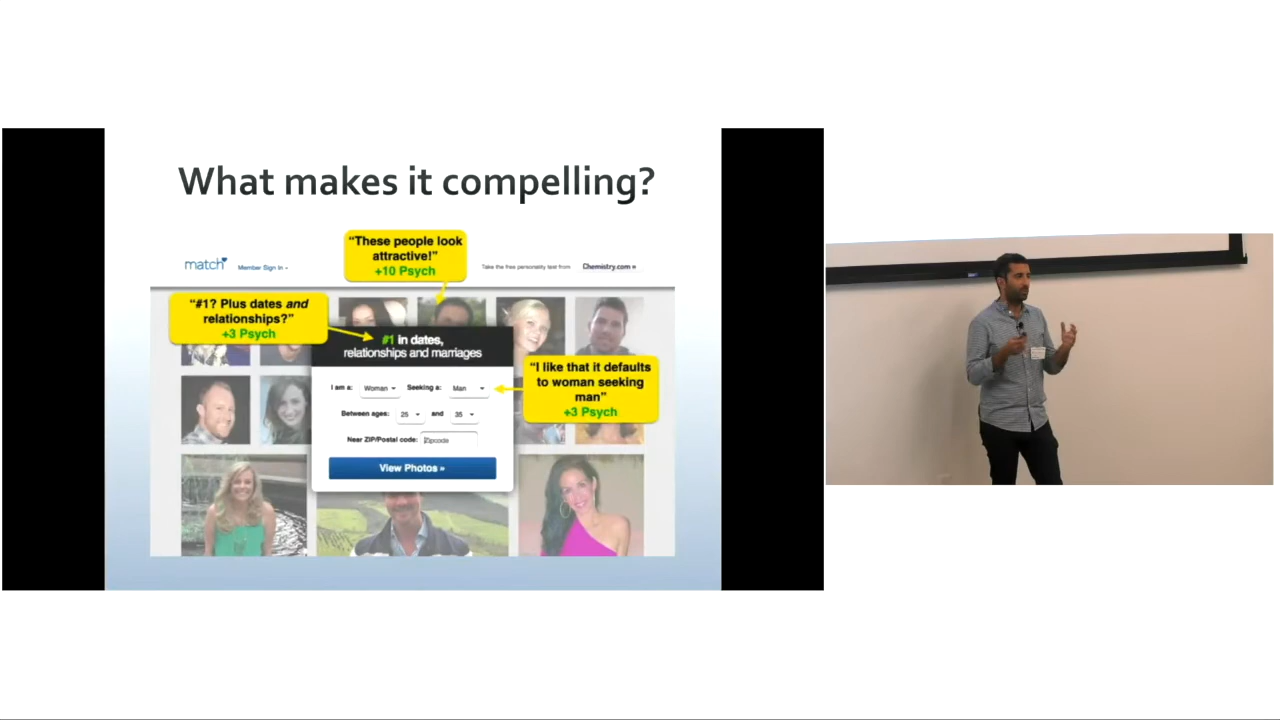 What makes it compelling?
"These people look
attractive!"
+10 Psych
match
Member Sign In
Take the free personality test from
Chemistry.com »
"#1? Plus dates and
relationships?"
+3 Psych
#1 in dates,
relationships and marriages
"I like that it defaults
to woman seeking
man"
+3 Psych
I am a: Woman Seeking a: Man
Between ages: 25 and 35
Near ZIP/Postal code: Zipcode
View Photos »